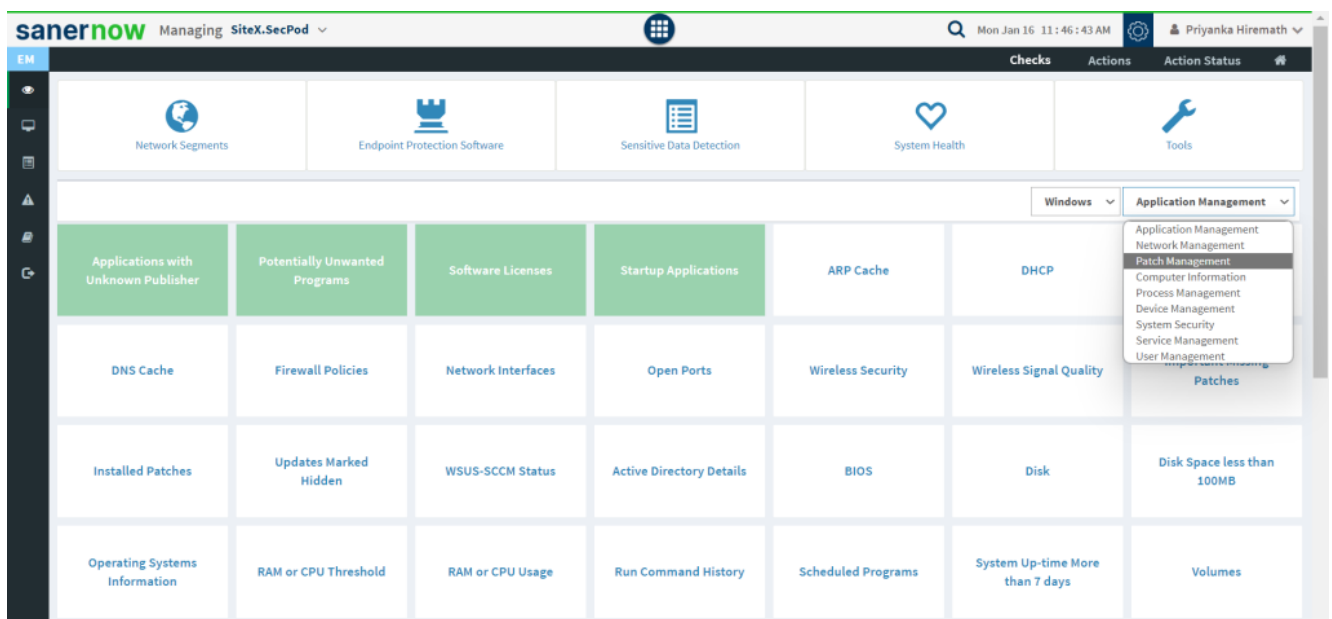 sanernow Managing SiteX.SecPod
Mon Jan 16 11:46:43 AM
Priyanka Hiremath
EM
Checks
Actions
Action Status
Network Segments
Endpoint Protection Software
Sensitive Data Detection
System Health
Tools
Windows
Application Management
Application Management
Network Management
Patch Management
Computer Information
Process Management
Device Management
System Security
Service Management
User Management
Applications with
Unknown Publisher
Potentially Unwanted
Programs
Software Licenses
Startup Applications
ARP Cache
DHCP
DNS Cache
Firewall Policies
Network Interfaces
Open Ports
Wireless Security
Wireless Signal Quality
Important Missing
Patches
Installed Patches
Updates Marked
Hidden
WSUS-SCCM Status
Active Directory Details
BIOS
Disk
Disk Space less than
100MB
Operating Systems
Information
RAM or CPU Threshold
RAM or CPU Usage
Run Command History
Scheduled Programs
System Up-time More
than 7 days
Volumes